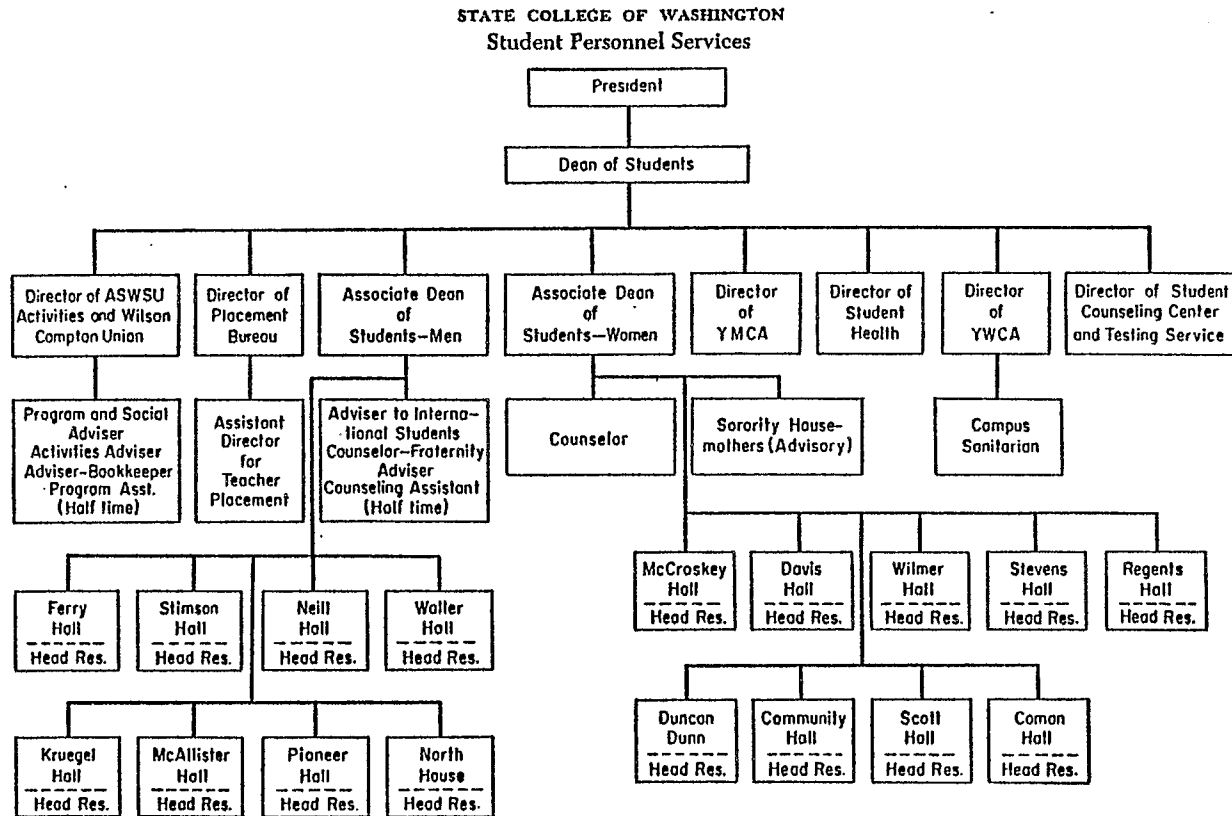 STATE COLLEGE OF WASHINGTON
Student Personnel Services
President
Dean of Students
Director of ASWSU
Activities and Wilson
Compton Union
Director of
Placement
Bureau
Associate Dean
of
Students—Men
Associate Dean
of
Students—Women
Director
of
YMCA
Director of
Student
Health
Director
of
YWCA
Director of Student
Counseling Center
and Testing Service
Program and Social
Adviser
Activities Adviser
Adviser-Bookkeeper
Program Asst.
(Half time)
Assistant
Director
for
Teacher
Placement
Adviser to Interna-
tional Students
Counselor-Fraternity
Adviser
Counseling Assistant
(Half time)
Counselor
Sorority House-
mothers (Advisory)
Campus
Sanitarian
Ferry
Hall
Head Res.
Stimson
Hall
Head Res.
Neill
Hall
Head Res.
Waller
Hall
Head Res.
McCroskey
Hall
Head Res.
Davis
Hall
Head Res.
Wilmer
Hall
Head Res.
Stevens
Hall
Head Res.
Regents
Hall
Head Res.
Kruegel
Hall
Head Res.
McAllister
Hall
Head Res.
Pioneer
Hall
Head Res.
North
House
Head Res.
Duncan
Dunn
Head Res.
Community
Hall
Head Res.
Scott
Hall
Head Res.
Coman
Hall
Head Res.